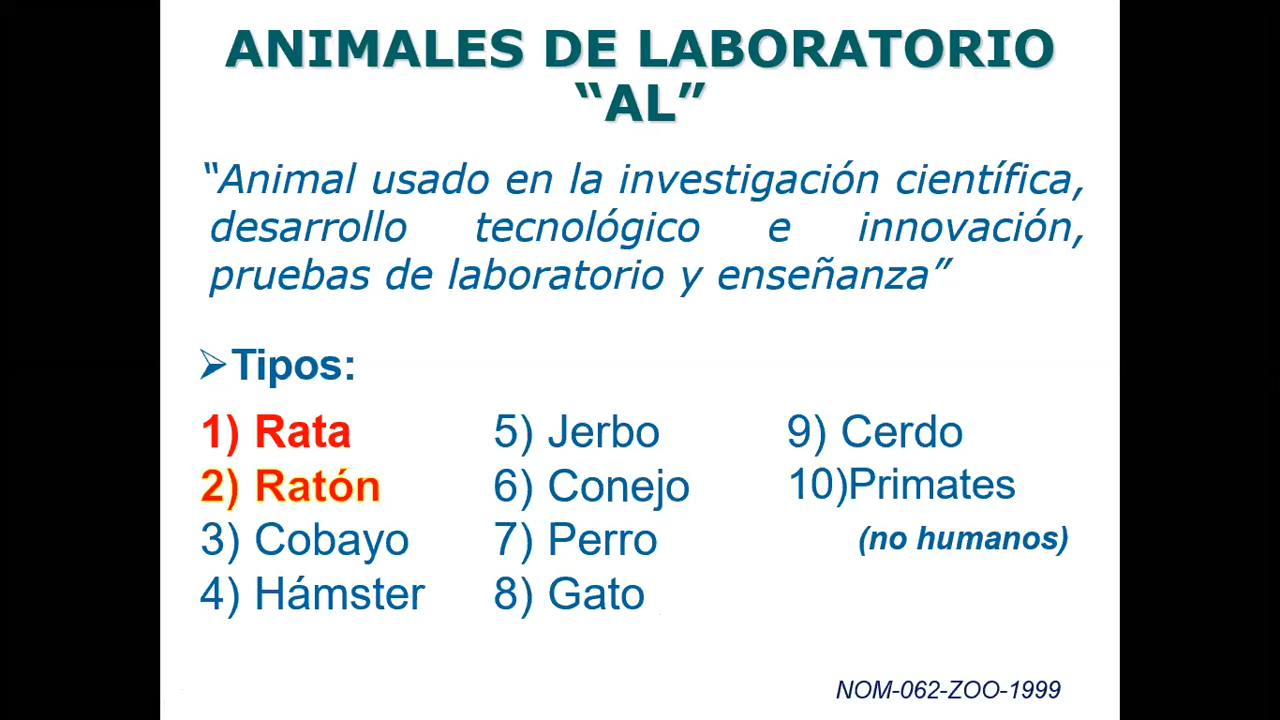 ANIMALES DE LABORATORIO
“AL”
“Animal usado en la investigación científica,
desarrollo tecnológico e innovación,
pruebas de laboratorio y enseñanza”
Tipos:
1) Rata
2) Ratón
3) Cobayo
4) Hámster
5) Jerbo
6) Conejo
7) Perro
8) Gato
9) Cerdo
10)Primates
(no humanos)
NOM-062-ZOO-1999